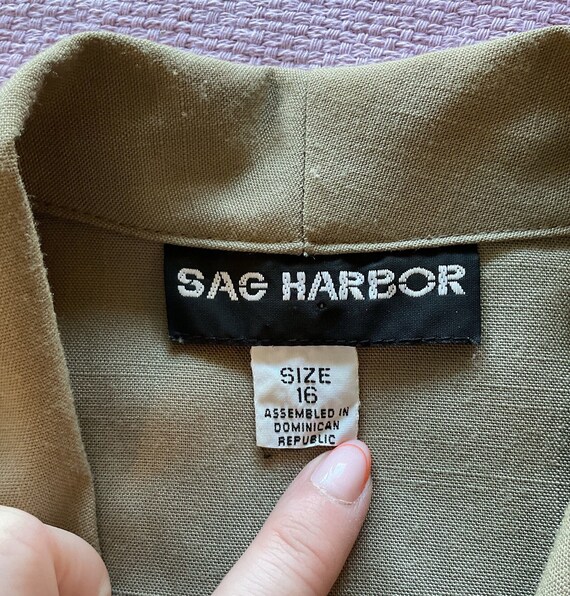 SAG HARBOR
SIZE
16
ASSEMBLED IN
DOMINICAN
REPUBLIC